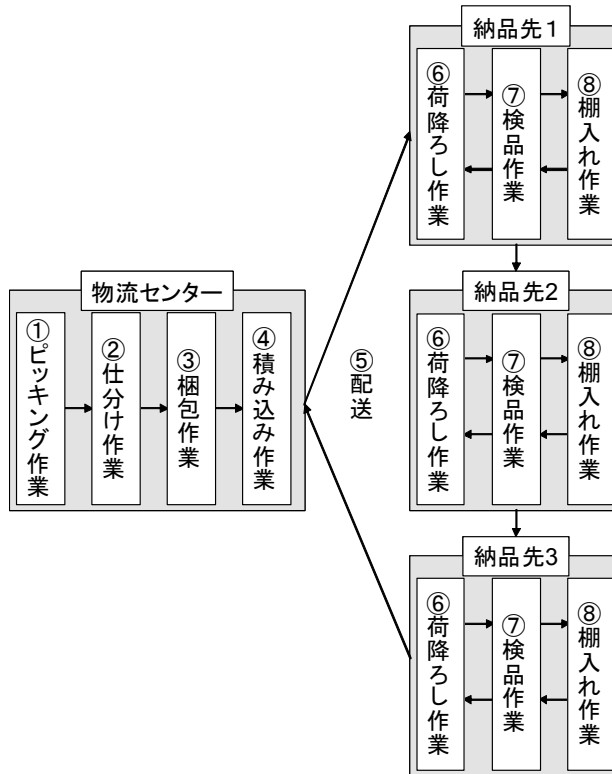 物流センター
①ピッキング作業
②仕分け作業
③梱包作業
④積み込み作業
⑤配送
納品先1
⑥荷降ろし作業
⑦検品作業
⑧棚入れ作業
納品先2
⑥荷降ろし作業
⑦検品作業
⑧棚入れ作業
納品先3
⑥荷降ろし作業
⑦検品作業
⑧棚入れ作業